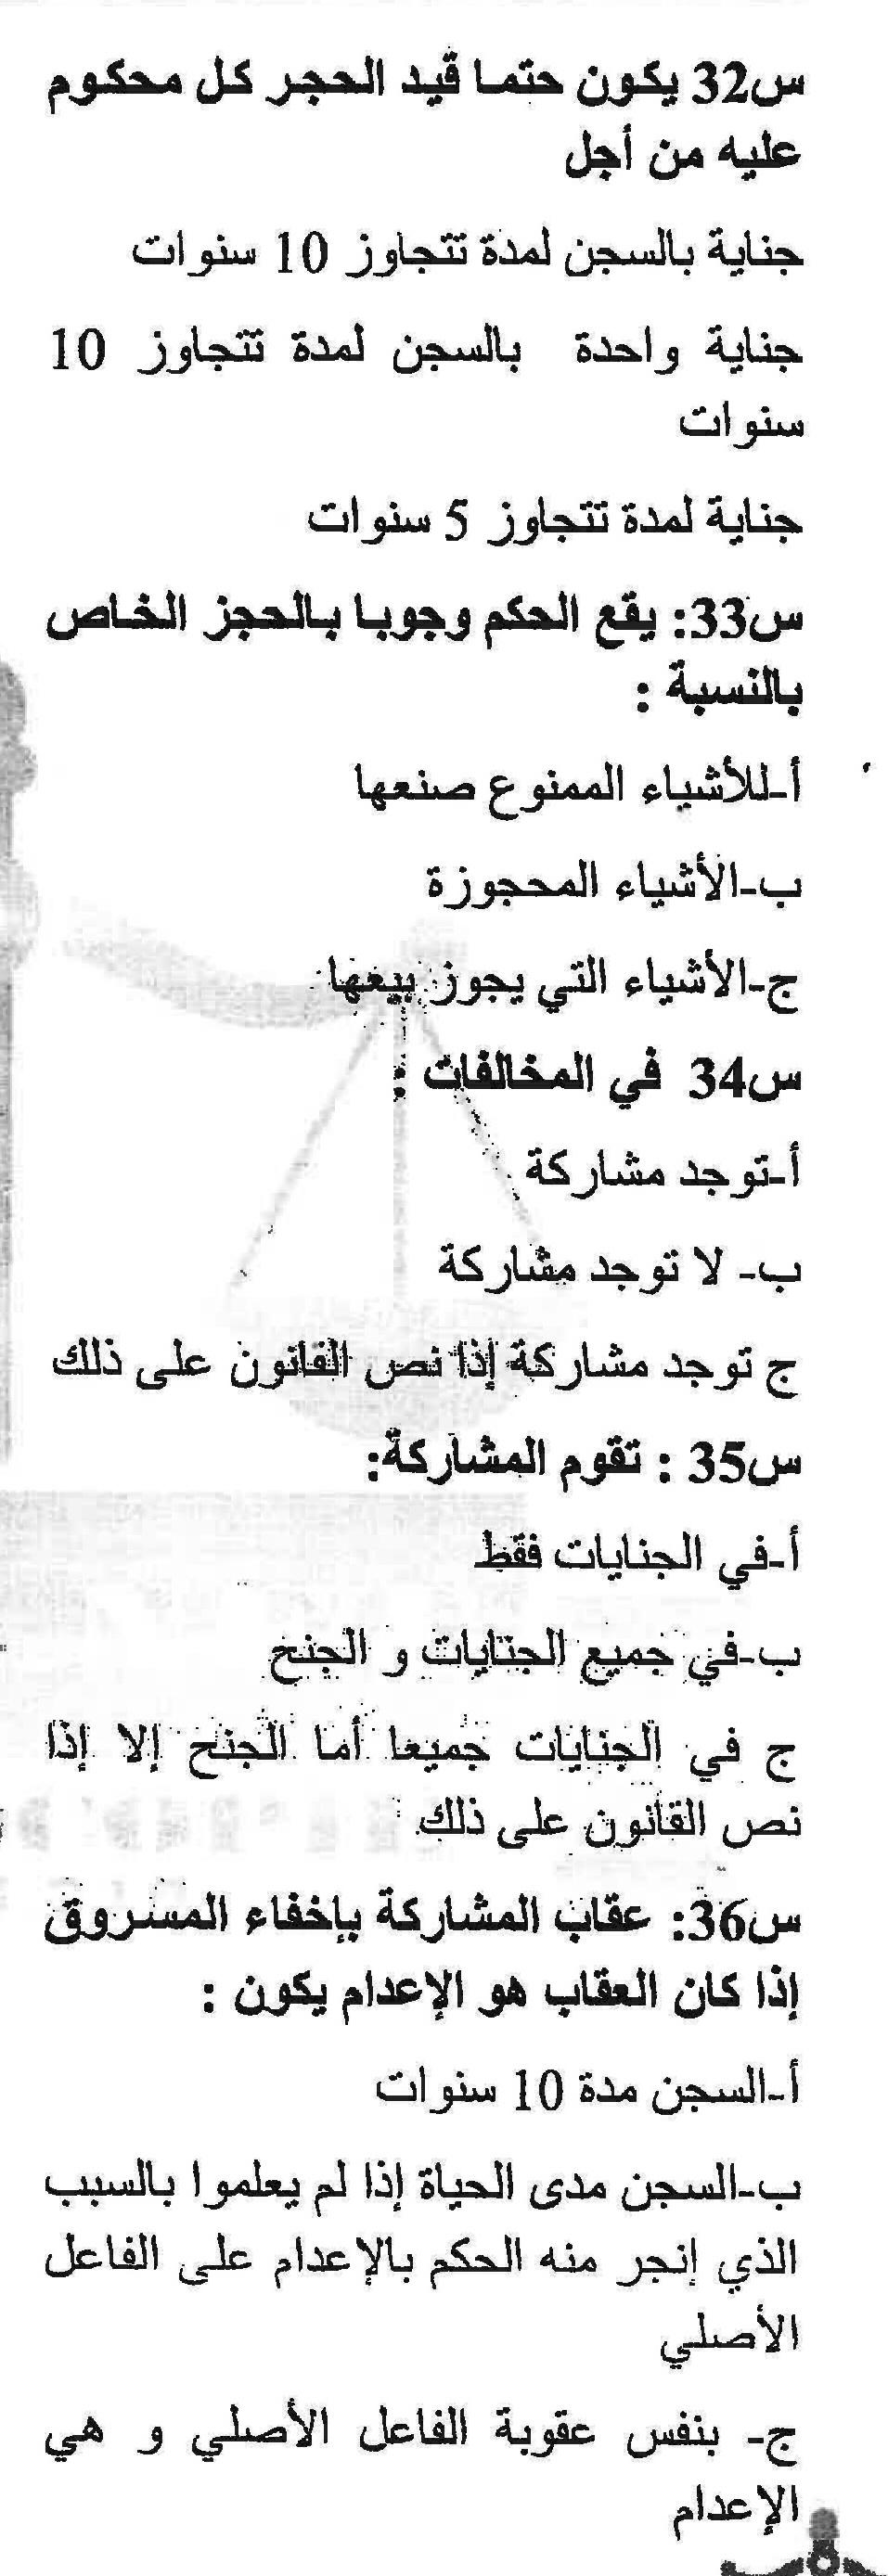 س32 يكون حتما قيد الحجر كل محكوم
عليه من أجل
جناية بالسجن لمدة تتجاوز 10 سنوات
جناية واحدة بالسجن لمدة تتجاوز 10
سنوات
جناية لمدة تتجاوز 5 سنوات
س33: يقع الحكم وجوبا بالحجز الخاص
بالنسبة :
أ-للأشياء الممنوع صنعها
ب-الأشياء المحجوزة
ج-الأشياء التي يجوز بيعها
س34 في المخالفات :
أ-توجد مشاركة
ب- لا توجد مشاركة
ج توجد مشاركة إذا نص القانون على ذلك
س35 : تقوم المشاركة:
أ-في الجنايات فقط
ب-في جميع الجنايات و الجنح
ج في الجنايات جميعا أما الجنح إلا إذا
نص القانون على ذلك
س36: عقاب المشاركة بإخفاء المسروق
إذا كان العقاب هو الإعدام يكون :
أ-السجن مدة 10 سنوات
ب-السجن مدى الحياة إذا لم يعلموا بالسبب
الذي إنجر منه الحكم بالإعدام على الفاعل
الأصلي
ج- بنفس عقوبة الفاعل الأصلي و هي
الإعدام